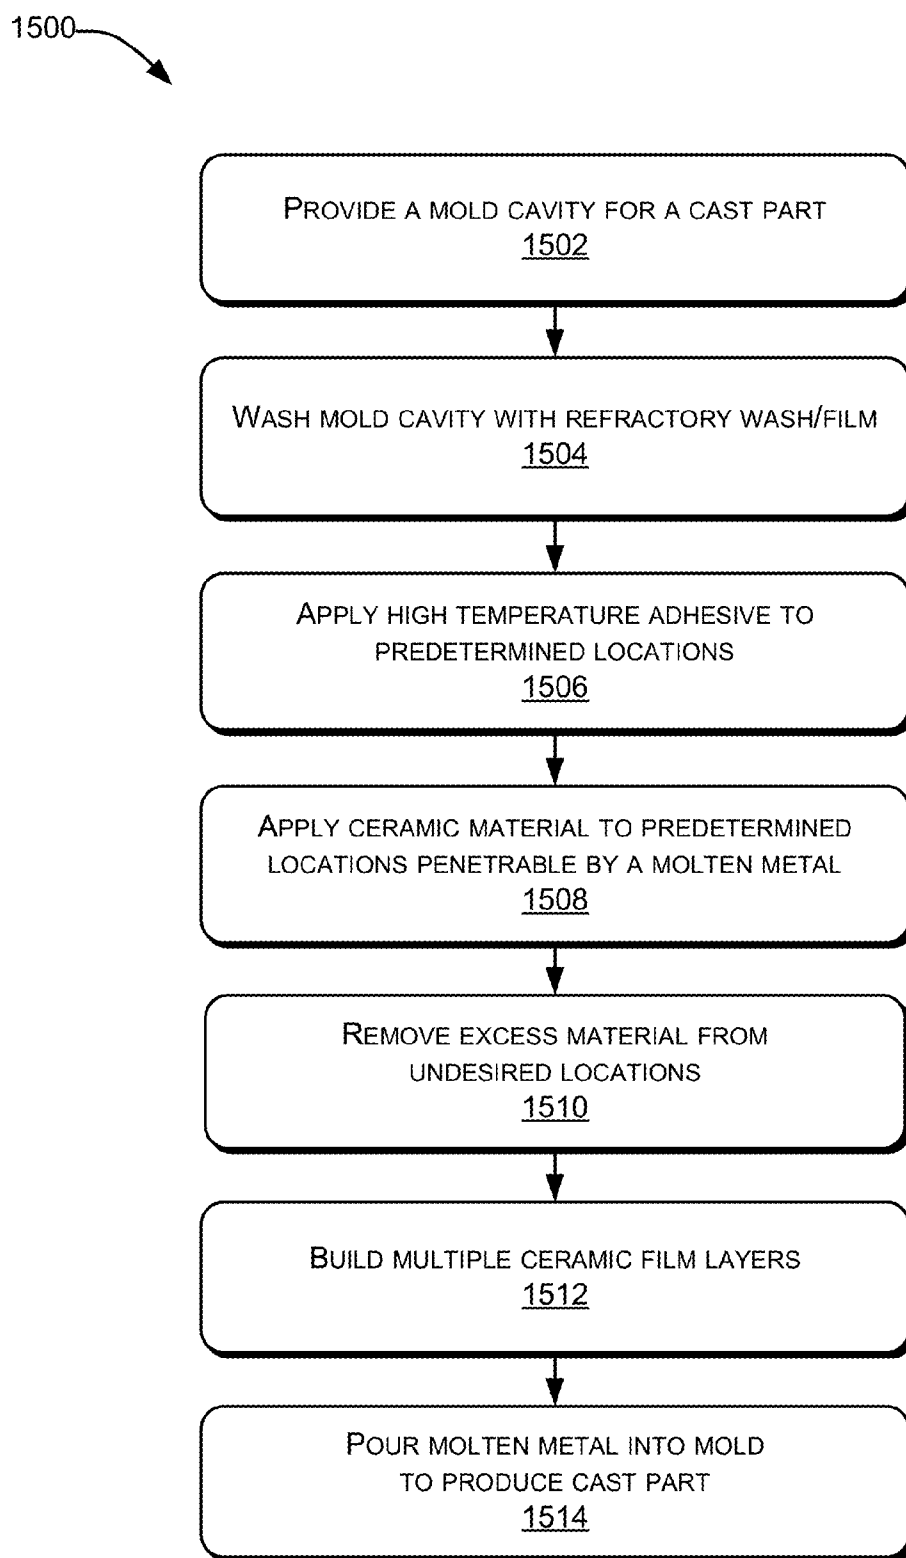 1500
PROVIDE A MOLD CAVITY FOR A CAST PART
1502
WASH MOLD CAVITY WITH REFRACTORY WASH/FILM
1504
APPLY HIGH TEMPERATURE ADHESIVE TO
PREDETERMINED LOCATIONS
1506
APPLY CERAMIC MATERIAL TO PREDETERMINED
LOCATIONS PENETRABLE BY A MOLTEN METAL
1508
REMOVE EXCESS MATERIAL FROM
UNDESIRED LOCATIONS
1510
BUILD MULTIPLE CERAMIC FILM LAYERS
1512
POUR MOLTEN METAL INTO MOLD
TO PRODUCE CAST PART
1514